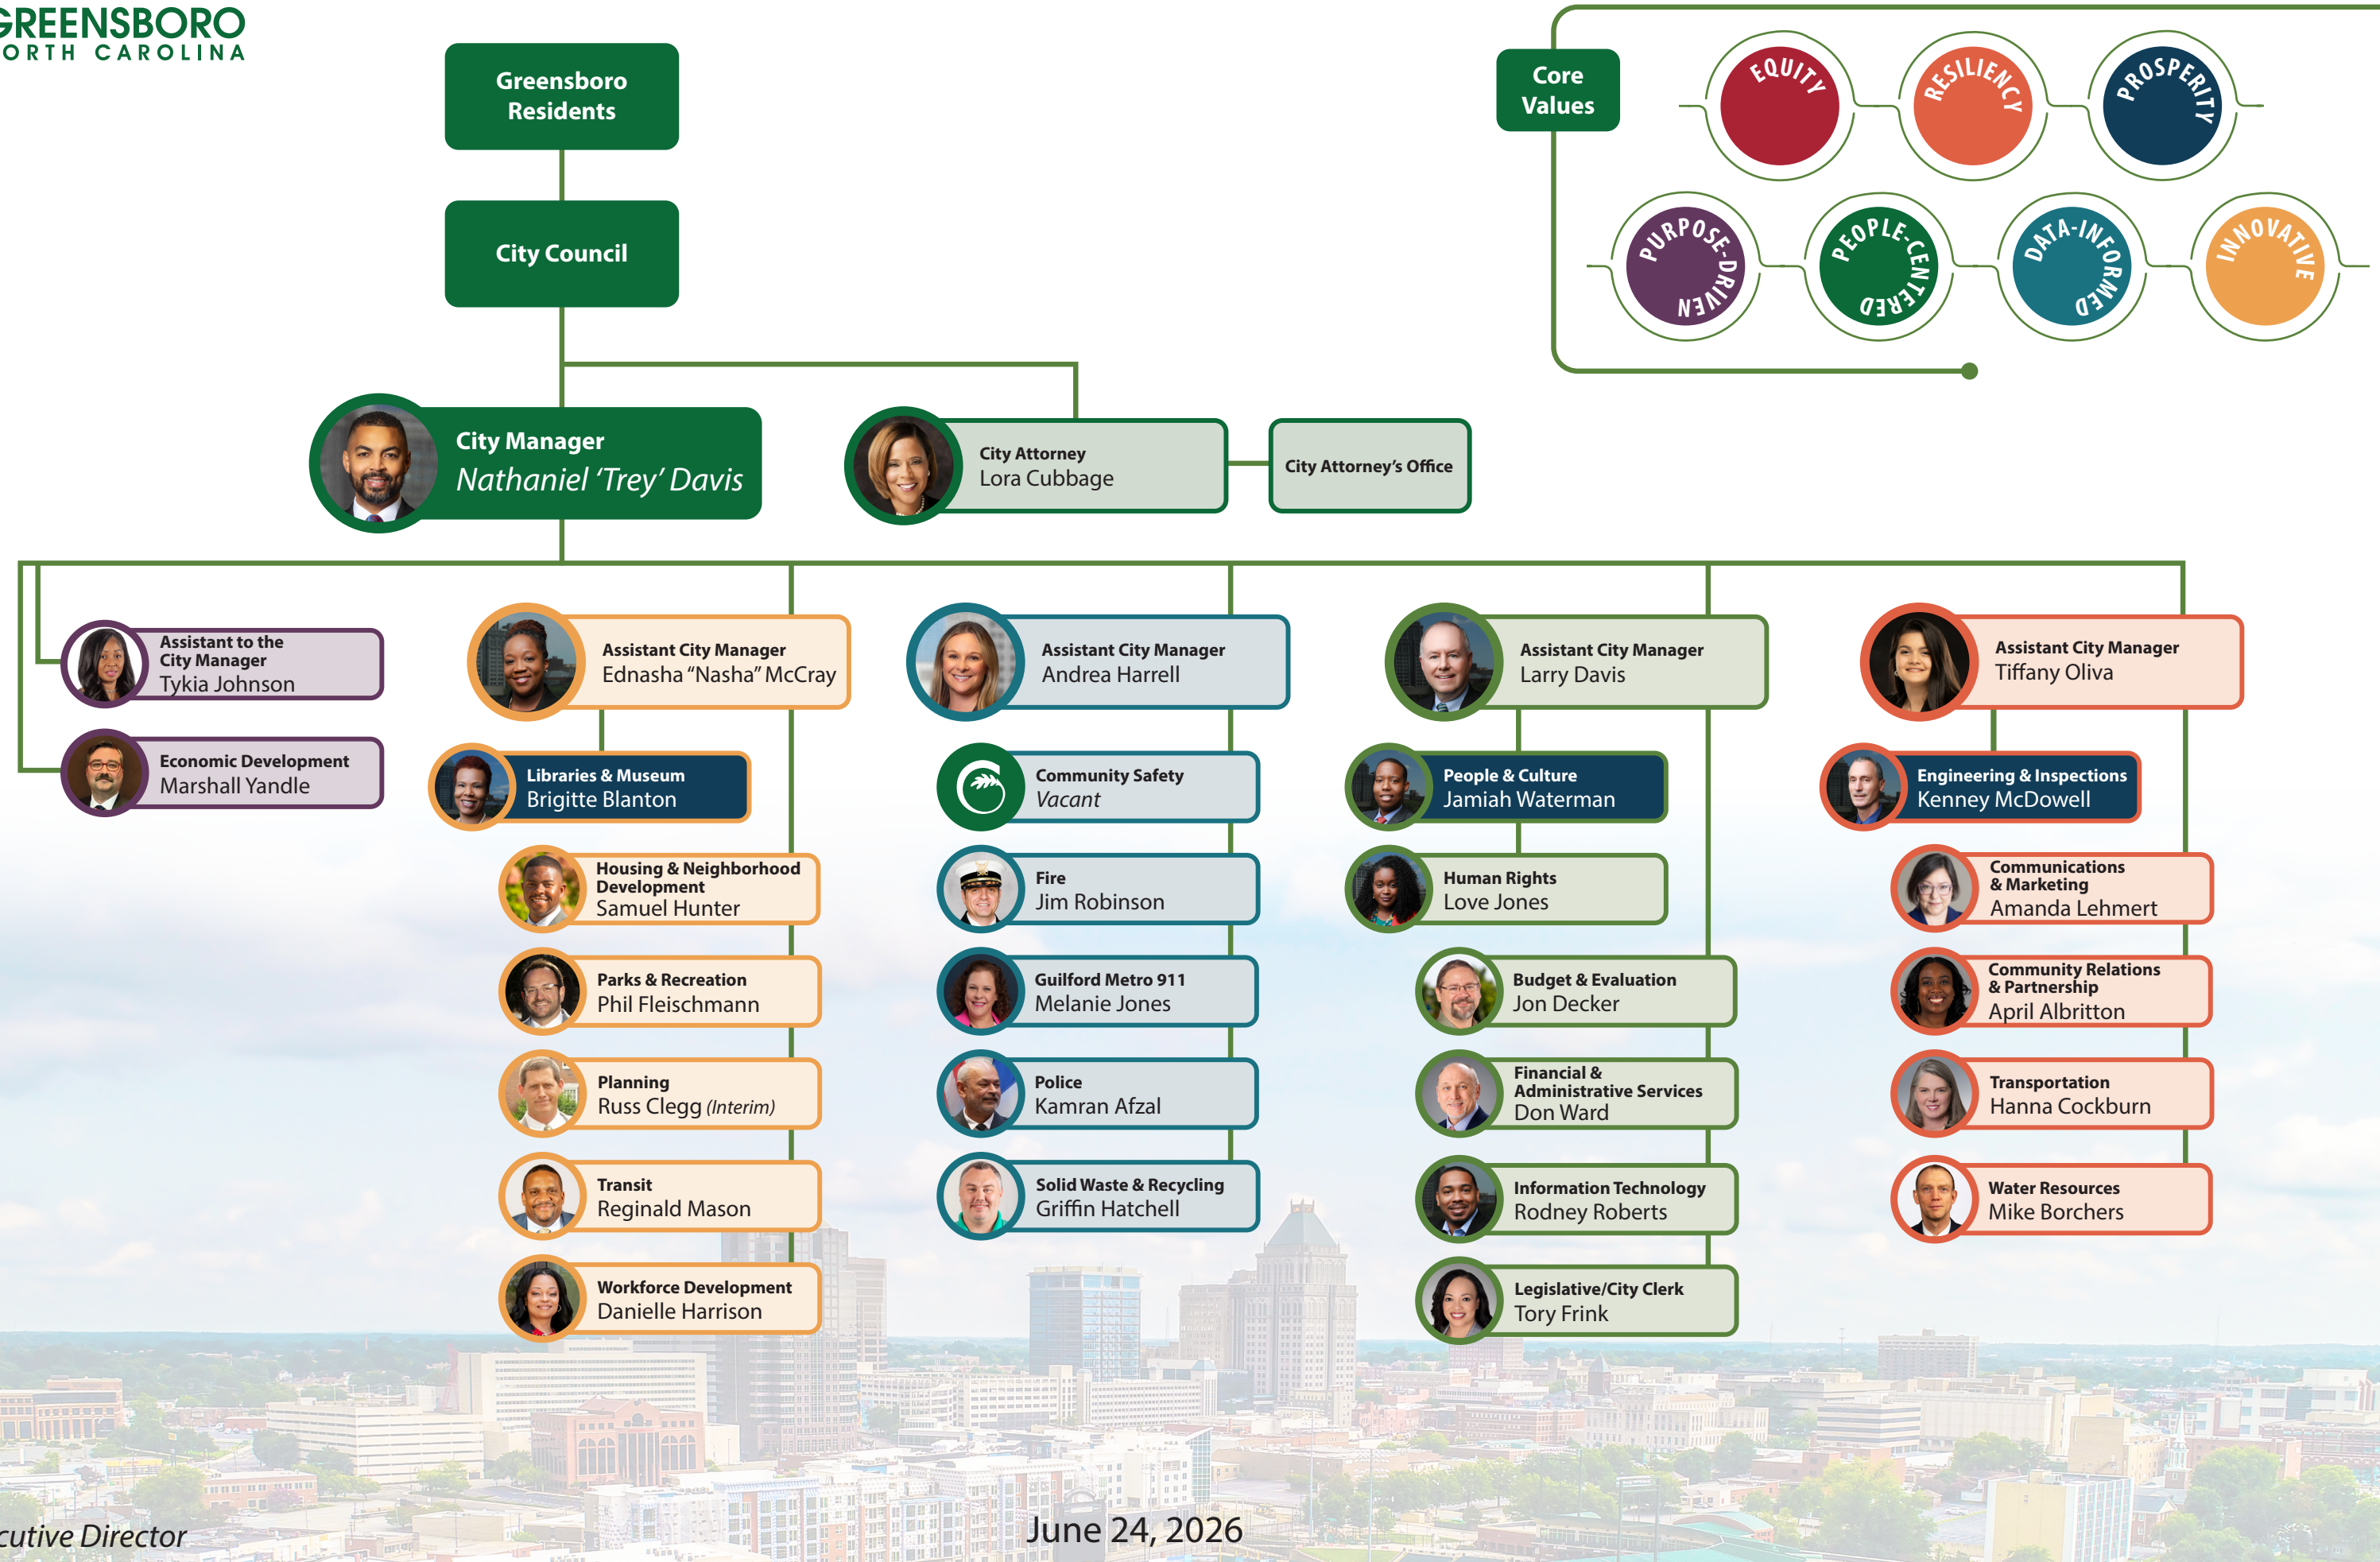 GREENSBORO
NORTH CAROLINA
Greensboro
Residents
City Council
Core
Values
EQUITY
RESILIENCY
PROSPERITY
PURPOSE-DRIVEN
PEOPLE-CENTERED
DATA-INFORMED
INNOVATIVE
City Manager
Nathaniel ‘Trey’ Davis
City Attorney
Lora Cubbage
City Attorney’s Office
Assistant to the
City Manager
Tykia Johnson
Economic Development
Marshall Yandle
Assistant City Manager
Ednasha “Nasha” McCray
Libraries & Museum
Brigitte Blanton
Housing & Neighborhood
Development
Samuel Hunter
Parks & Recreation
Phil Fleischmann
Planning
Russ Clegg (Interim)
Transit
Reginald Mason
Workforce Development
Danielle Harrison
Assistant City Manager
Andrea Harrell
Community Safety
Vacant
Fire
Jim Robinson
Guilford Metro 911
Melanie Jones
Police
Kamran Afzal
Solid Waste & Recycling
Griffin Hatchell
Assistant City Manager
Larry Davis
People & Culture
Jamiah Waterman
Human Rights
Love Jones
Budget & Evaluation
Jon Decker
Financial &
Administrative Services
Don Ward
Information Technology
Rodney Roberts
Legislative/City Clerk
Tory Frink
Assistant City Manager
Tiffany Oliva
Engineering & Inspections
Kenney McDowell
Communications
& Marketing
Amanda Lehmert
Community Relations
& Partnership
April Albritton
Transportation
Hanna Cockburn
Water Resources
Mike Borchers
cutive Director
June 24, 2026